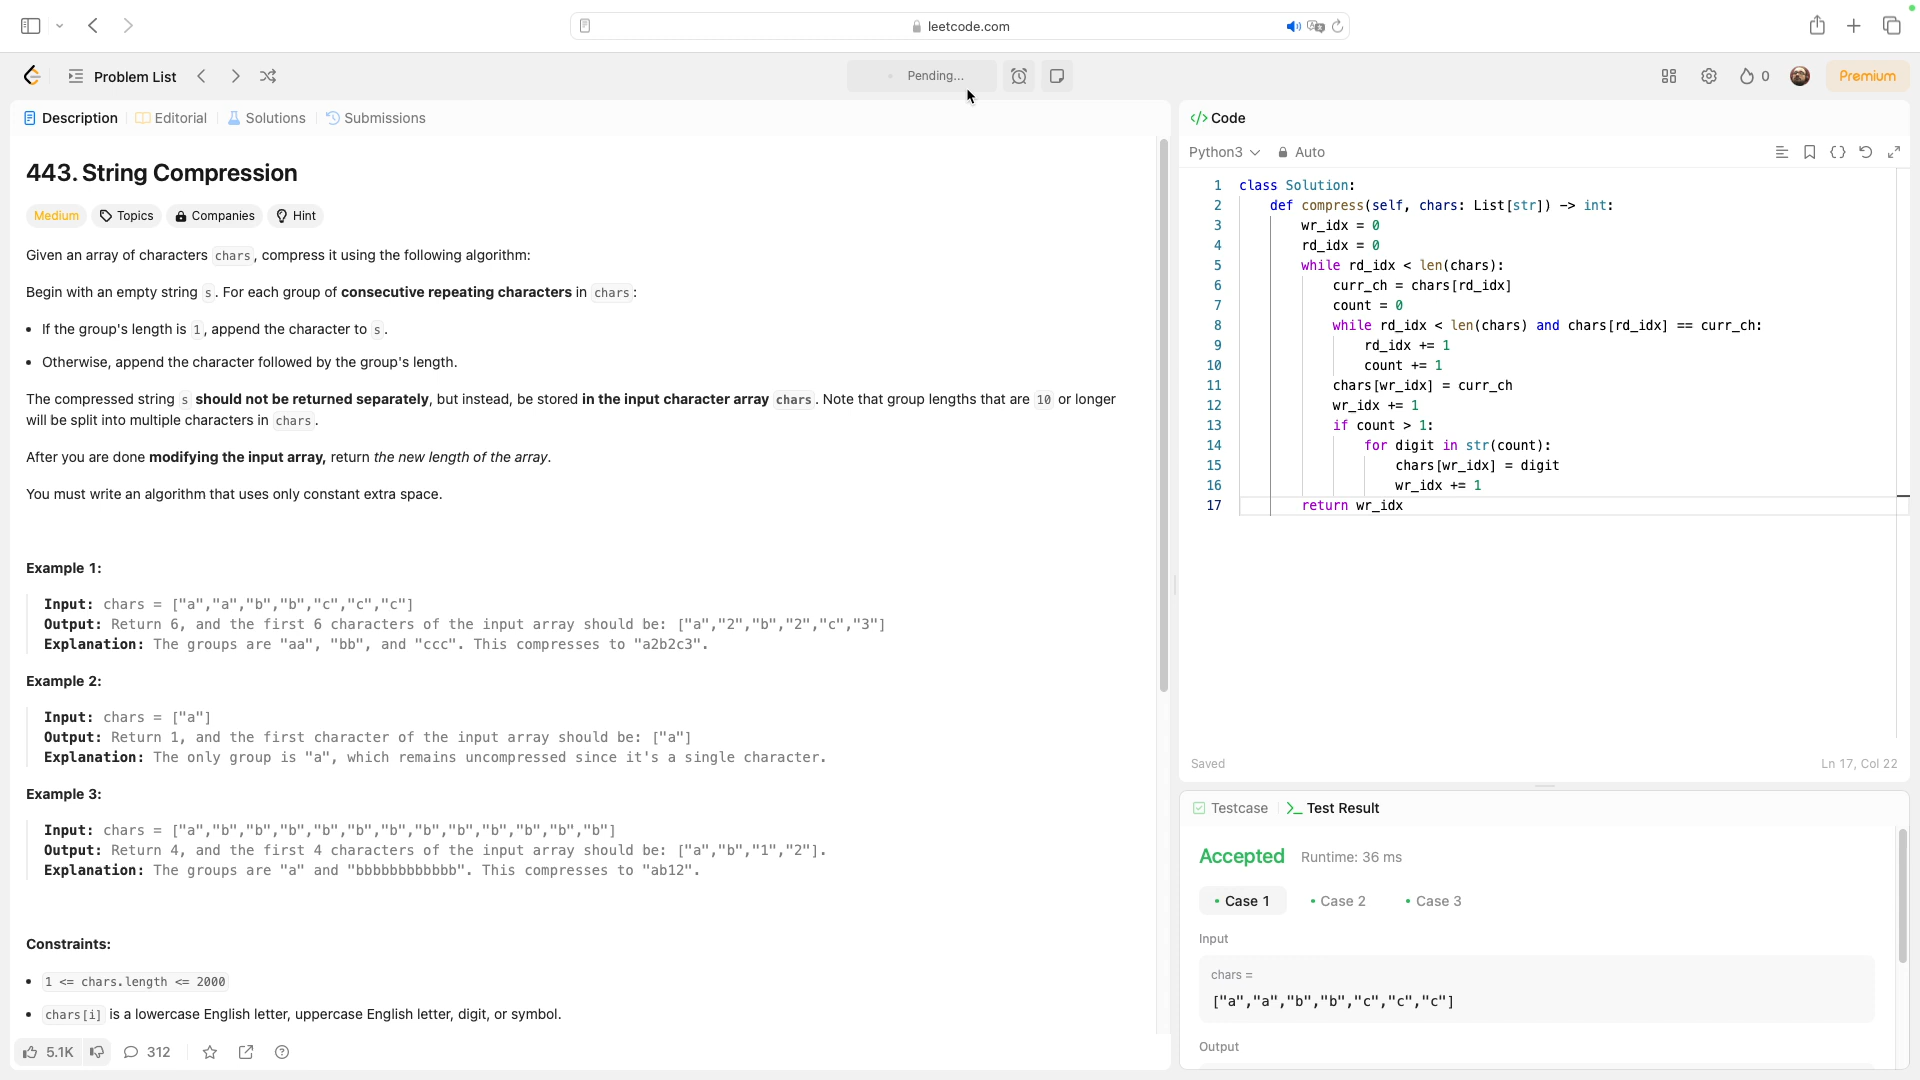 leetcode.com
Problem List
Pending...
0
Premium
Description
Editorial
Solutions
Submissions
443. String Compression
Medium
Topics
Companies
Hint
Given an array of characters chars, compress it using the following algorithm:
Begin with an empty string s. For each group of consecutive repeating characters in chars:
• If the group's length is 1, append the character to s.
• Otherwise, append the character followed by the group's length.
The compressed string s should not be returned separately, but instead, be stored in the input character array chars. Note that group lengths that are 10 or longer
will be split into multiple characters in chars.
After you are done modifying the input array, return the new length of the array.
You must write an algorithm that uses only constant extra space.
Example 1:
Input: chars = ["a","a","b","b","c","c","c"]
Output: Return 6, and the first 6 characters of the input array should be: ["a","2","b","2","c","3"]
Explanation: The groups are "aa", "bb", and "ccc". This compresses to "a2b2c3".
Example 2:
Input: chars = ["a"]
Output: Return 1, and the first character of the input array should be: ["a"]
Explanation: The only group is "a", which remains uncompressed since it's a single character.
Example 3:
Input: chars = ["a","b","b","b","b","b","b","b","b","b","b","b","b"]
Output: Return 4, and the first 4 characters of the input array should be: ["a","b","1","2"].
Explanation: The groups are "a" and "bbbbbbbbbbbb". This compresses to "ab12".
Constraints:
• 1 <= chars.length <= 2000
• chars[i] is a lowercase English letter, uppercase English letter, digit, or symbol.
5.1K
312
</> Code
Python3
Auto
1 class Solution:
2     def compress(self, chars: List[str]) -> int:
3         wr_idx = 0
4         rd_idx = 0
5         while rd_idx < len(chars):
6             curr_ch = chars[rd_idx]
7             count = 0
8             while rd_idx < len(chars) and chars[rd_idx] == curr_ch:
9                 rd_idx += 1
10                 count += 1
11             chars[wr_idx] = curr_ch
12             wr_idx += 1
13             if count > 1:
14                 for digit in str(count):
15                     chars[wr_idx] = digit
16                     wr_idx += 1
17         return wr_idx
Saved
Ln 17, Col 22
Testcase
>_ Test Result
Accepted
Runtime: 36 ms
• Case 1
• Case 2
• Case 3
Input
chars =
["a","a","b","b","c","c","c"]
Output